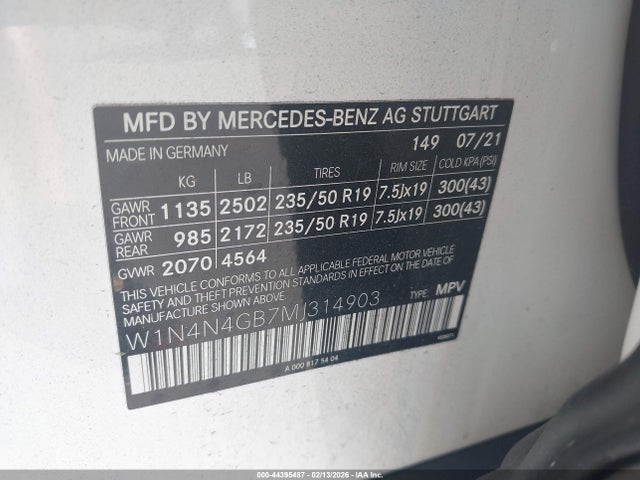 MFD BY MERCEDES-BENZ AG STUTTGART
MADE IN GERMANY 149 07/21
KG LB TIRES RIM SIZE COLD KPA(PSI)
GAWR FRONT 1135 2502 235/50 R19 7.5Jx19 300(43)
GAWR REAR 985 2172 235/50 R19 7.5Jx19 300(43)
GVWR 2070 4564
THIS VEHICLE CONFORMS TO ALL APPLICABLE FEDERAL MOTOR VEHICLE
SAFETY, BUMPER AND THEFT PREVENTION STANDARDS IN EFFECT ON THE DATE OF
MANUFACTURE SHOWN ABOVE.
W1N4N4GB7MJ314903 TYPE MPV
A 000 817 54 04
000-44395487 - 02/13/2026 - IAA, Inc.